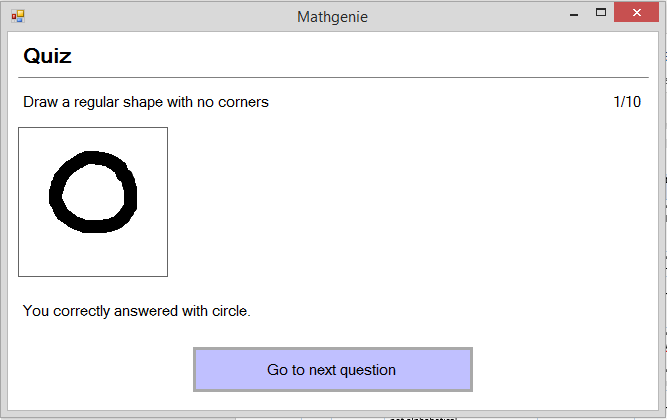 Mathgenie
Quiz
Draw a regular shape with no corners 1/10
You correctly answered with circle.
Go to next question